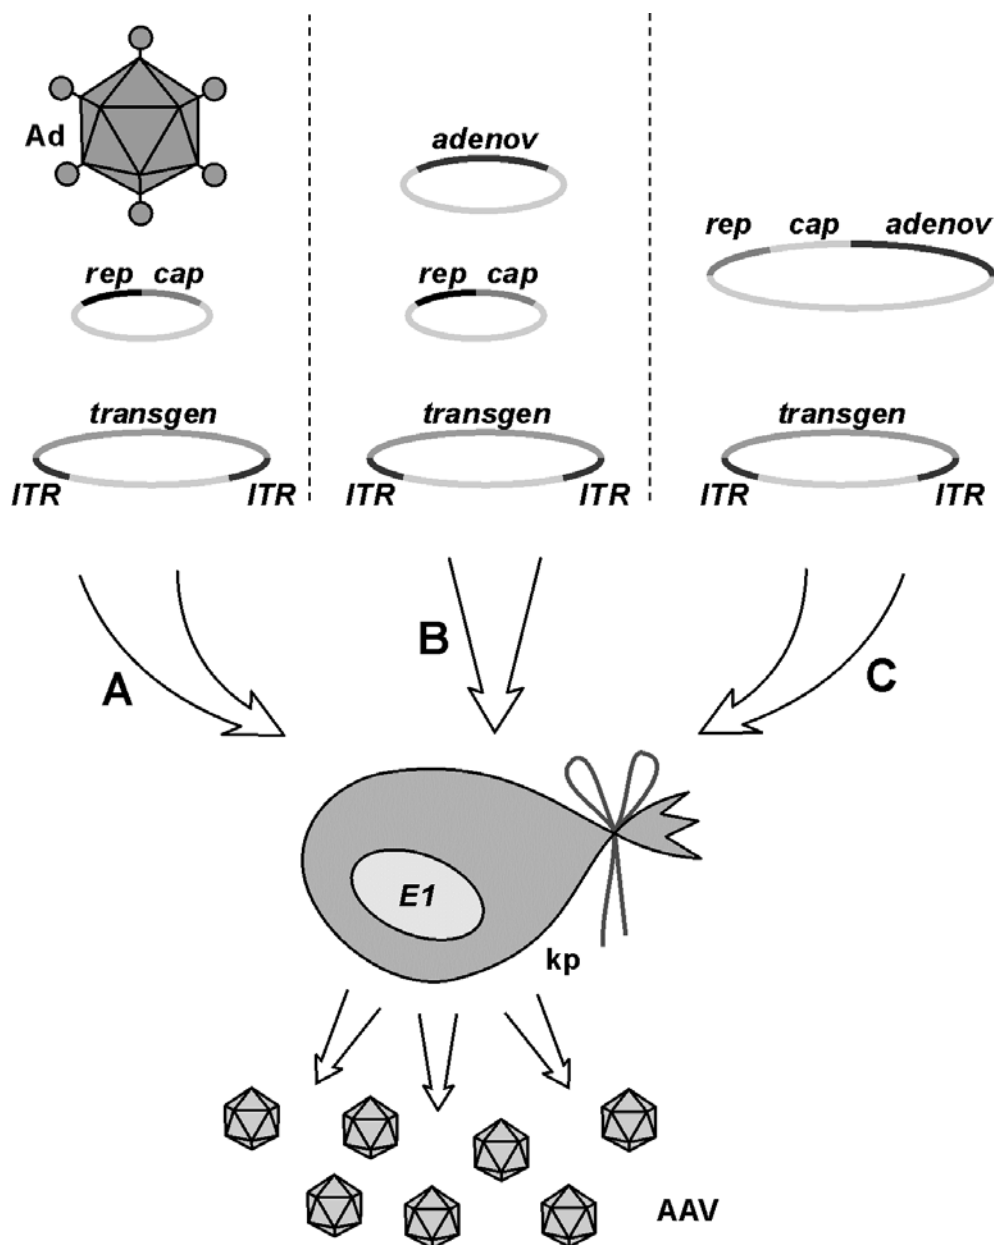 Ad
rep cap
transgen
ITR ITR
adenov
rep cap
transgen
ITR ITR
rep cap adenov
transgen
ITR ITR
A
B
C
E1
kp
AAV